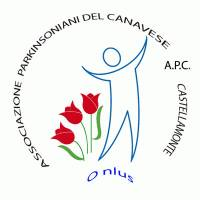 ASSOCIAZIONE PARKINSONIANI DEL CANAVESE
A.P.C.
CASTELLAMONTE
Onlus